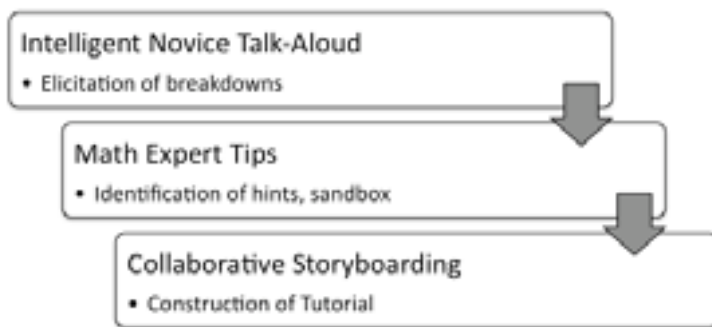 Intelligent Novice Talk-Aloud
• Elicitation of breakdowns
Math Expert Tips
• Identification of hints, sandbox
Collaborative Storyboarding
• Construction of Tutorial